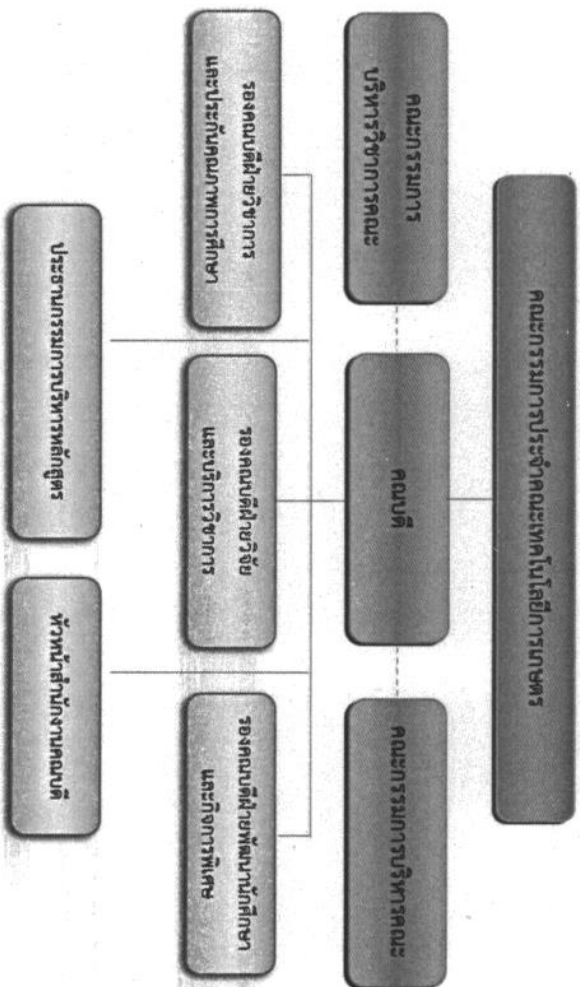 คณะกรรมการประจำคณะเทคโนโลยีการเกษตร
คณะกรรมการ
บริหารวิชาการคณะ
คณบดี
คณะกรรมการบริหารคณะ
รองคณบดีฝ่ายวิชาการ
และประกันคุณภาพการศึกษา
รองคณบดีฝ่ายวิจัย
และบริการวิชาการ
รองคณบดีฝ่ายพัฒนานักศึกษา
และกิจการพิเศษ
ประธานกรรมการบริหารหลักสูตร
หัวหน้าสำนักงานคณบดี